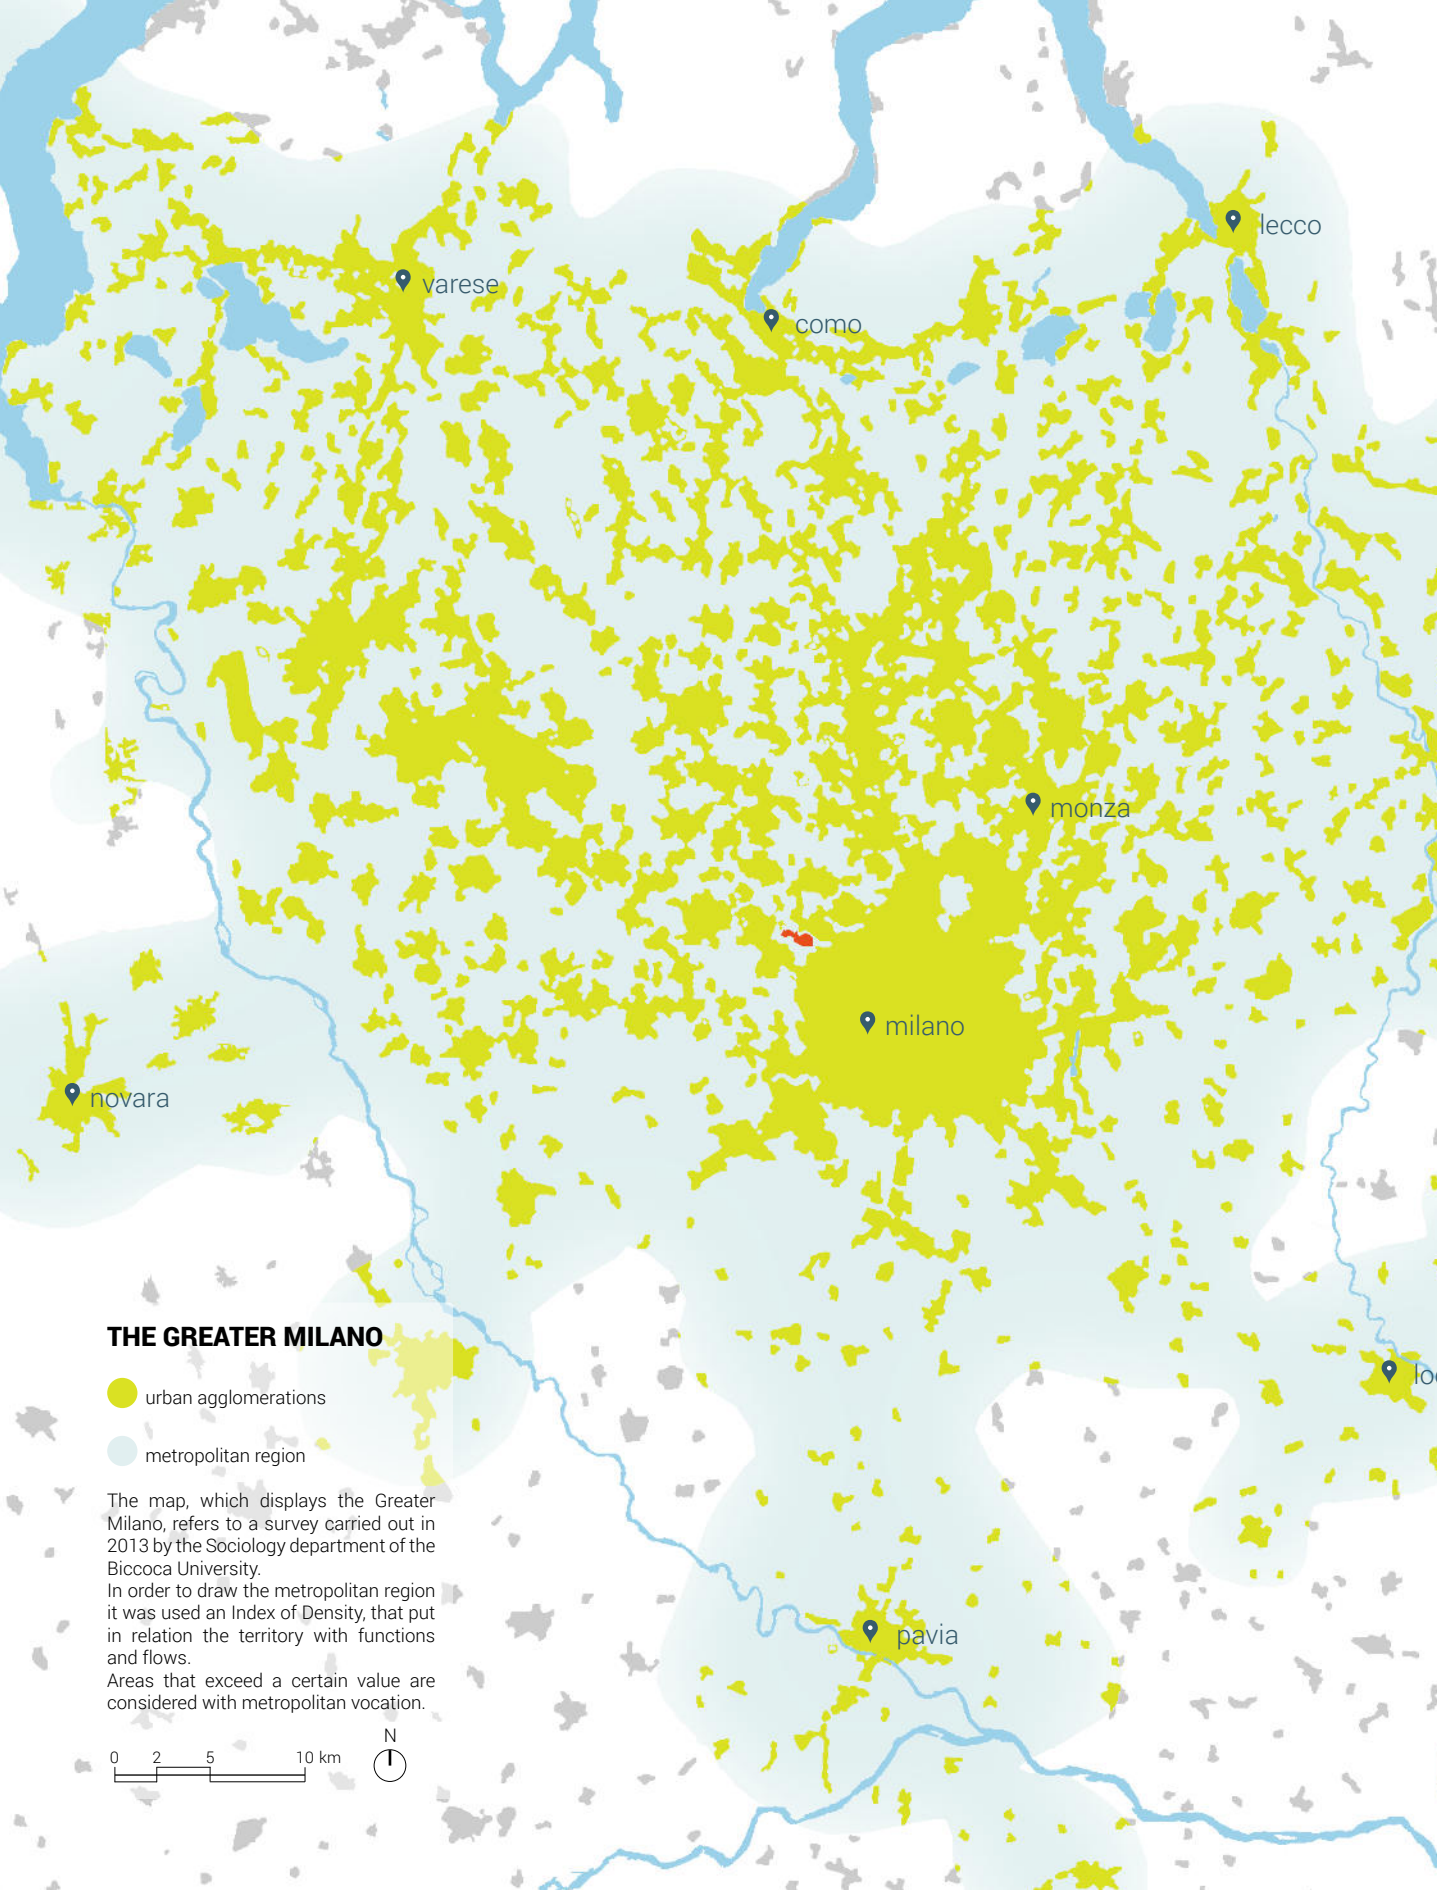 lecco
varese
como
monza
milano
novara
THE GREATER MILANO
urban agglomerations
metropolitan region
lo
The map, which displays the Greater
Milano, refers to a survey carried out in
2013 by the Sociology department of the
Biccoca University.
In order to draw the metropolitan region
it was used an Index of Density, that put
in relation the territory with functions
and flows.
Areas that exceed a certain value are
considered with metropolitan vocation.
pavia
N
0 2 5 10 km